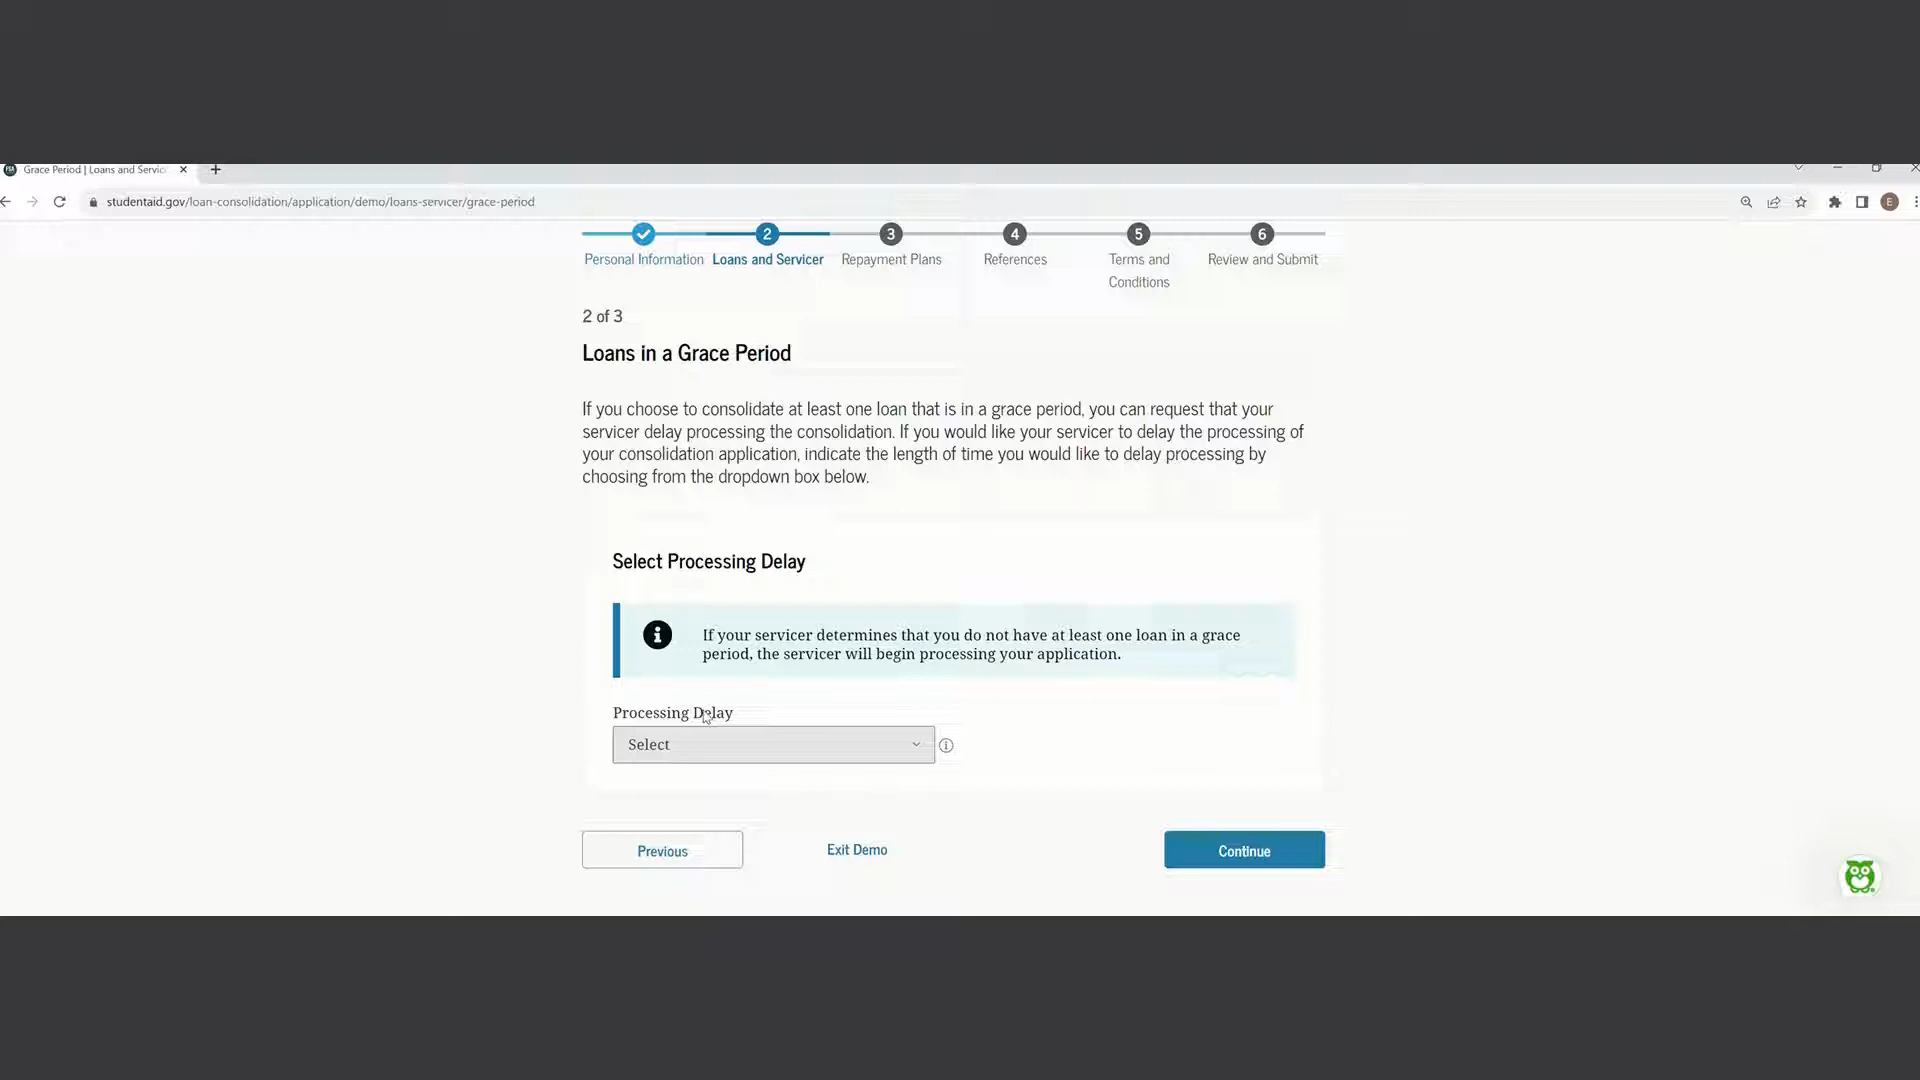 Grace Period | Loans and Servic
studentaid.gov/loan-consolidation/application/demo/loans-servicer/grace-period
E
2 3 4 5 6
Personal Information Loans and Servicer Repayment Plans References Terms and Conditions Review and Submit
2 of 3
Loans in a Grace Period
If you choose to consolidate at least one loan that is in a grace period, you can request that your
servicer delay processing the consolidation. If you would like your servicer to delay the processing of
your consolidation application, indicate the length of time you would like to delay processing by
choosing from the dropdown box below.
Select Processing Delay
If your servicer determines that you do not have at least one loan in a grace
period, the servicer will begin processing your application.
Processing Delay
Select
Previous Exit Demo Continue